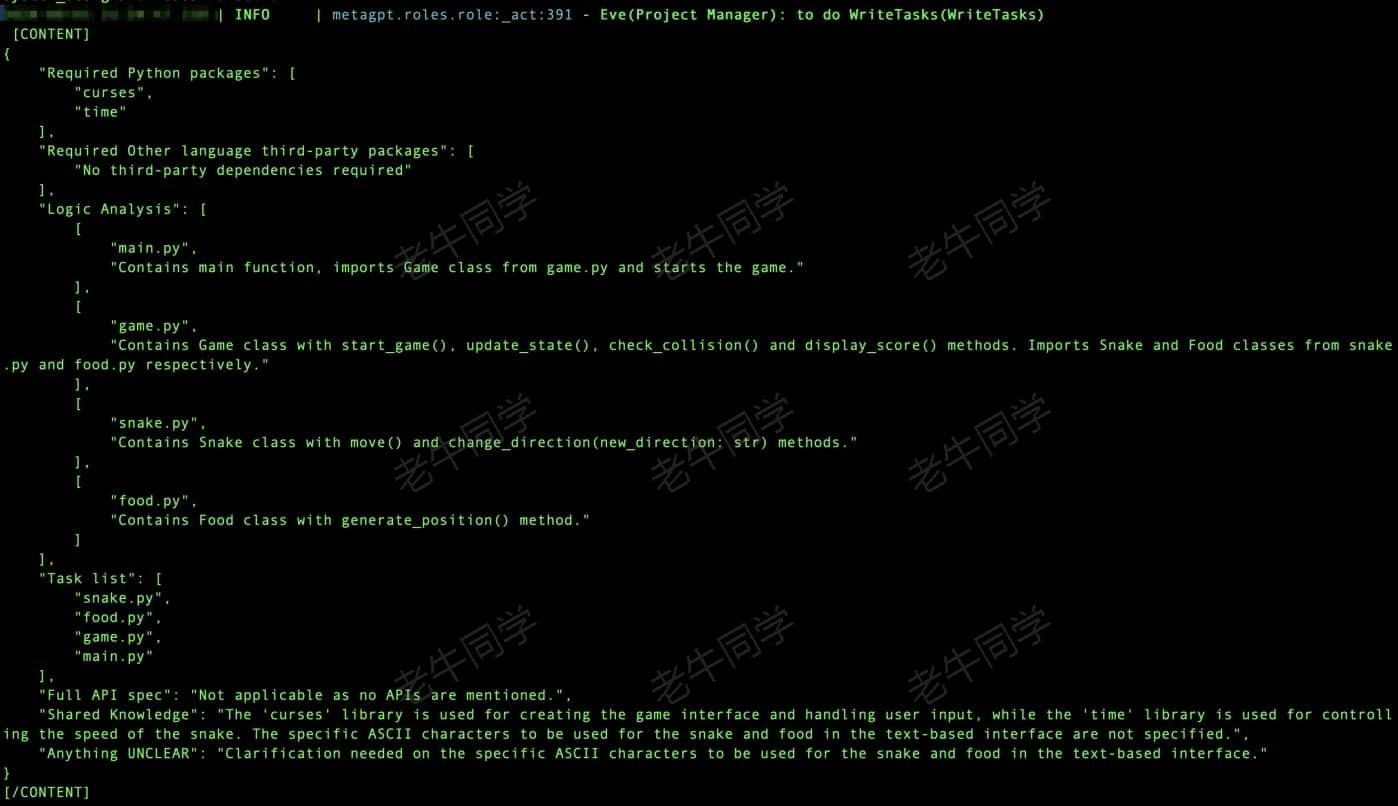 | INFO     | metagpt.roles.role:_act:391 - Eve(Project Manager): to do WriteTasks(WriteTasks)
[CONTENT]
{
    "Required Python packages": [
        "curses",
        "time"
    ],
    "Required Other language third-party packages": [
        "No third-party dependencies required"
    ],
    "Logic Analysis": [
        [
            "main.py",
            "Contains main function, imports Game class from game.py and starts the game."
        ],
        [
            "game.py",
            "Contains Game class with start_game(), update_state(), check_collision() and display_score() methods. Imports Snake and Food classes from snake
.py and food.py respectively."
        ],
        [
            "snake.py",
            "Contains Snake class with move() and change_direction(new_direction: str) methods."
        ],
        [
            "food.py",
            "Contains Food class with generate_position() method."
        ]
    ],
    "Task list": [
        "snake.py",
        "food.py",
        "game.py",
        "main.py"
    ],
    "Full API spec": "Not applicable as no APIs are mentioned.",
    "Shared Knowledge": "The 'curses' library is used for creating the game interface and handling user input, while the 'time' library is used for controll
ing the speed of the snake. The specific ASCII characters to be used for the snake and food in the text-based interface are not specified.",
    "Anything UNCLEAR": "Clarification needed on the specific ASCII characters to be used for the snake and food in the text-based interface."
}
[/CONTENT]
老牛同学 老牛同学 老牛同学
老牛同学 老牛同学 老牛同学
老牛同学 老牛同学 老牛同学